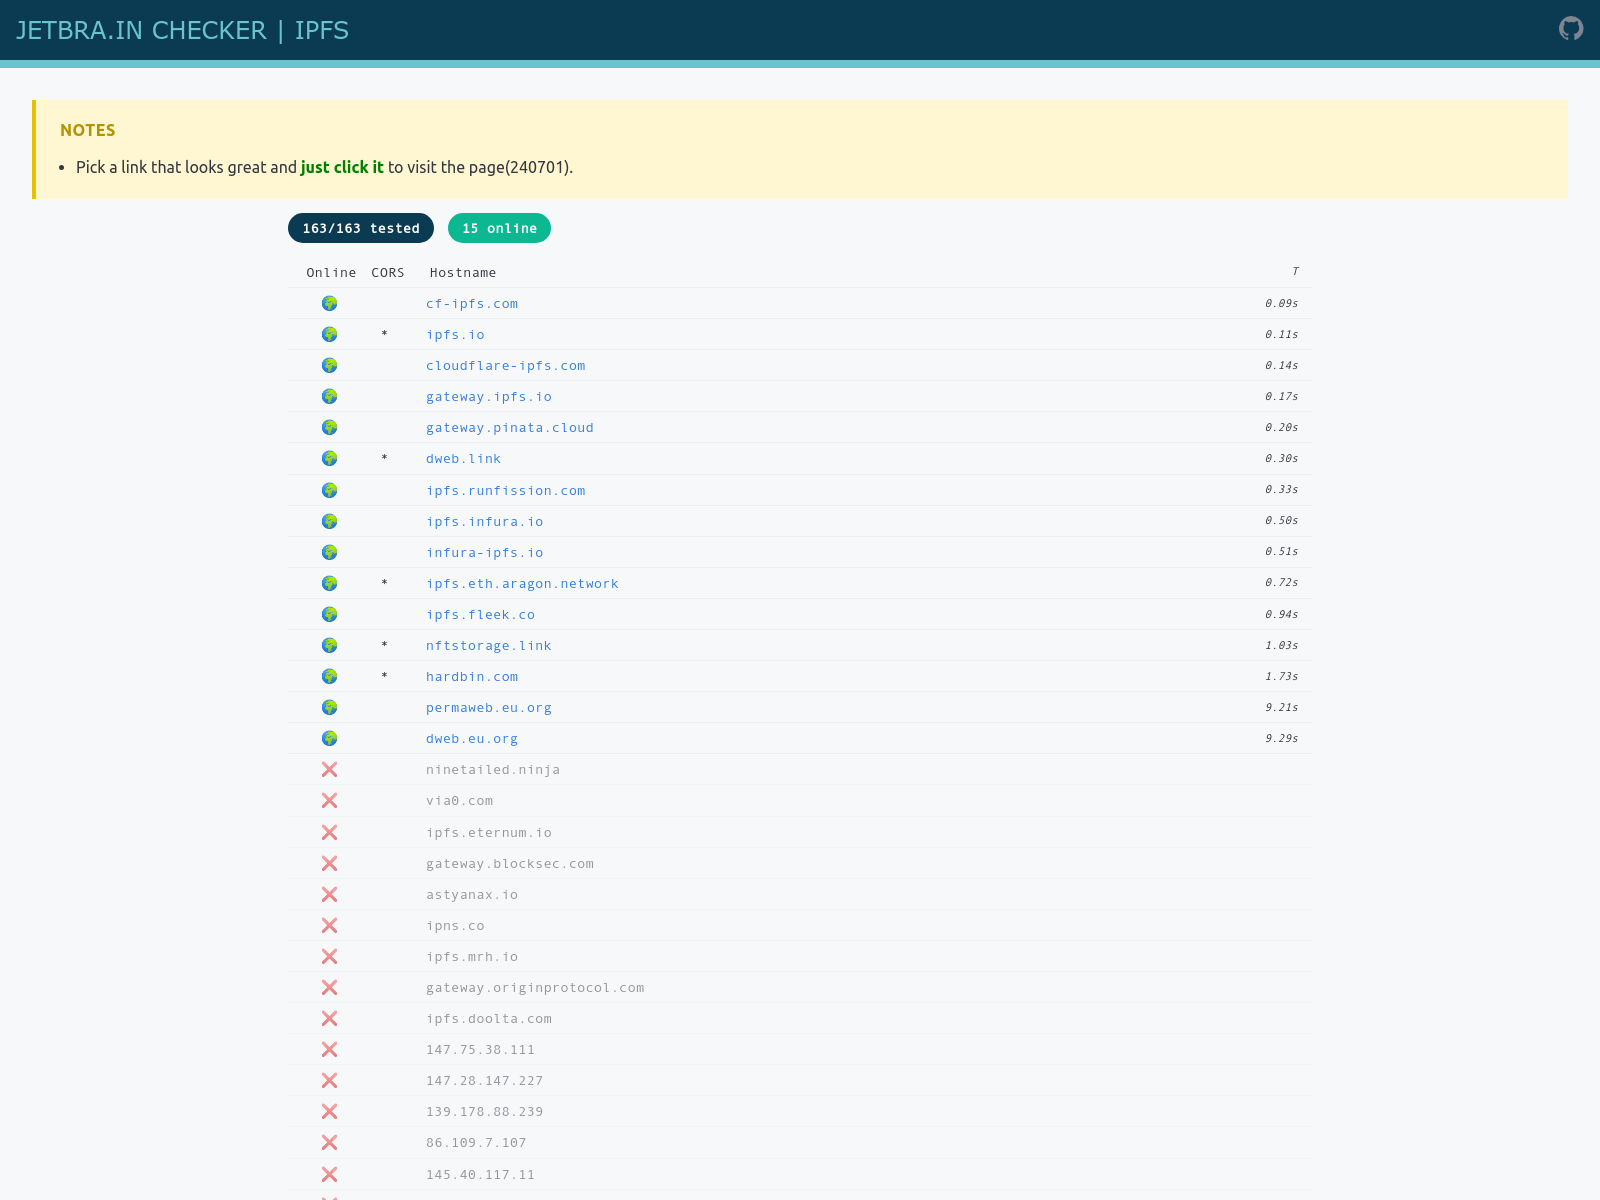 JETBRA.IN CHECKER | IPFS
NOTES
• Pick a link that looks great and just click it to visit the page(240701).
163/163 tested 15 online
Online CORS Hostname T
cf-ipfs.com 0.09s
* ipfs.io 0.11s
cloudflare-ipfs.com 0.14s
gateway.ipfs.io 0.17s
gateway.pinata.cloud 0.20s
* dweb.link 0.30s
ipfs.runfission.com 0.33s
ipfs.infura.io 0.50s
infura-ipfs.io 0.51s
* ipfs.eth.aragon.network 0.72s
ipfs.fleek.co 0.94s
* nftstorage.link 1.03s
* hardbin.com 1.73s
permaweb.eu.org 9.21s
dweb.eu.org 9.29s
ninetailed.ninja
via0.com
ipfs.eternum.io
gateway.blocksec.com
astyanax.io
ipns.co
ipfs.mrh.io
gateway.originprotocol.com
ipfs.doolta.com
147.75.38.111
147.28.147.227
139.178.88.239
86.109.7.107
145.40.117.11